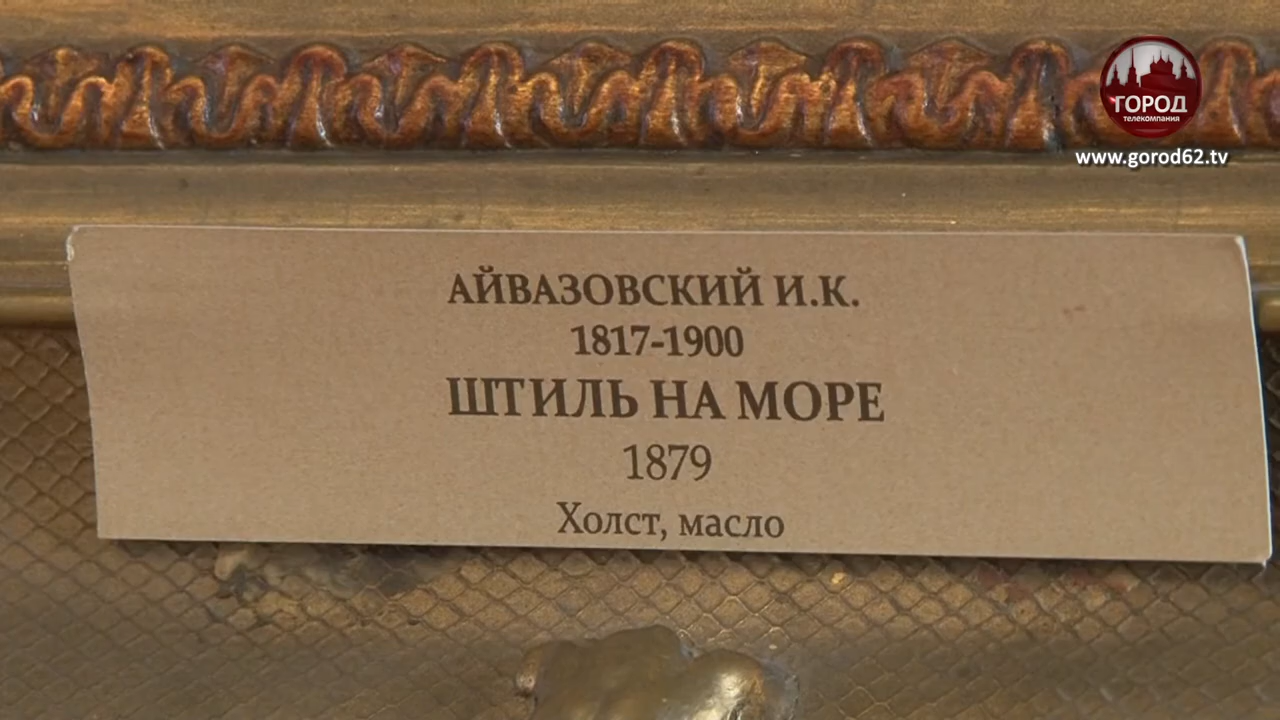 ГОРОД
телекомпания
www.gorod62.tv
АЙВАЗОВСКИЙ И.К.
1817-1900
ШТИЛЬ НА МОРЕ
1879
Холст, масло